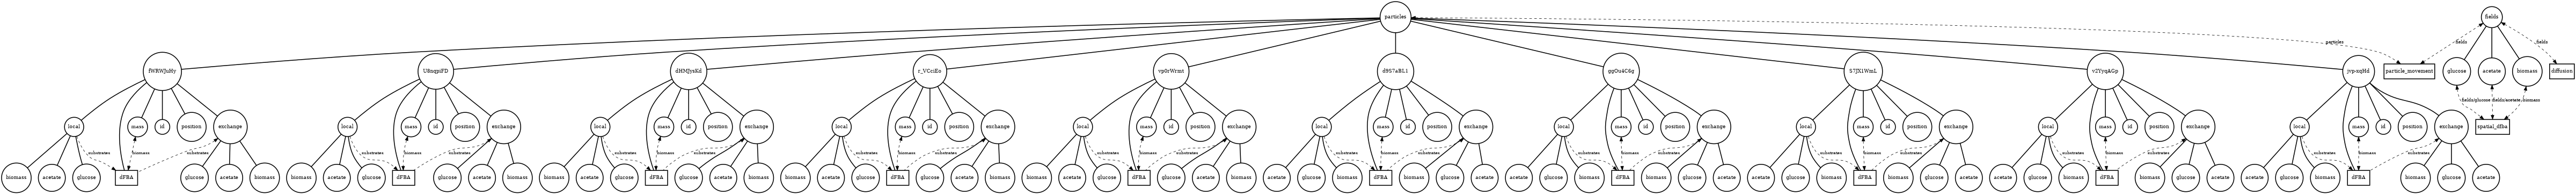 particles
fields
particles
fields
fields
fWRWJuHy
U8nqpiPD
dHMJysKd
r_VCciEo
vp0rWrmt
d9S7aBL1
ggOu4C6g
S7JX1WmL
v2YyqAGp
jyp-xqHd
particle_movement
glucose
acetate
biomass
diffusion
fields/glucose
fields/acetate
biomass
local
mass
id
position
exchange
local
mass
id
position
exchange
local
mass
id
position
exchange
local
mass
id
position
exchange
local
mass
id
position
exchange
local
mass
id
position
exchange
local
mass
id
position
exchange
local
mass
id
position
exchange
local
mass
id
position
exchange
local
mass
id
position
exchange
spatial_dfba
substrates
biomass
substrates
substrates
biomass
substrates
substrates
biomass
substrates
substrates
biomass
substrates
substrates
biomass
substrates
substrates
biomass
substrates
substrates
biomass
substrates
substrates
biomass
substrates
substrates
biomass
substrates
substrates
biomass
substrates
biomass
acetate
glucose
dFBA
glucose
acetate
biomass
biomass
acetate
glucose
dFBA
glucose
acetate
biomass
biomass
acetate
glucose
dFBA
glucose
acetate
biomass
biomass
acetate
glucose
dFBA
glucose
acetate
biomass
biomass
acetate
glucose
dFBA
glucose
acetate
biomass
acetate
glucose
biomass
dFBA
biomass
glucose
acetate
acetate
glucose
biomass
dFBA
biomass
glucose
acetate
acetate
glucose
biomass
dFBA
biomass
glucose
acetate
acetate
glucose
biomass
dFBA
biomass
glucose
acetate
acetate
glucose
biomass
dFBA
biomass
glucose
acetate